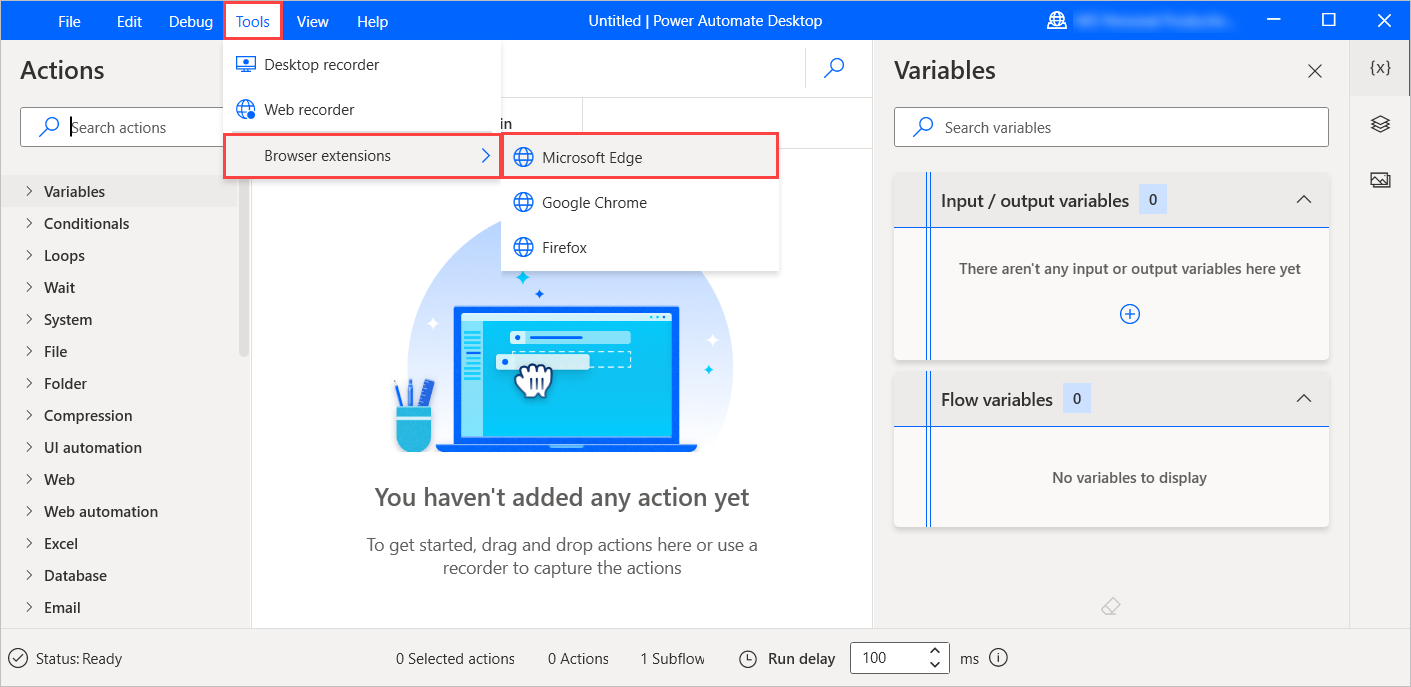 File Edit Debug Tools View Help Untitled | Power Automate Desktop
Actions
Search actions
Variables
Conditionals
Loops
Wait
System
File
Folder
Compression
UI automation
Web
Web automation
Excel
Database
Email
Desktop recorder
Web recorder
Browser extensions
in
Microsoft Edge
Google Chrome
Firefox
You haven't added any action yet
To get started, drag and drop actions here or use a
recorder to capture the actions
Variables
{x}
Search variables
Input / output variables 0
There aren't any input or output variables here yet
Flow variables 0
No variables to display
Status: Ready 0 Selected actions 0 Actions 1 Subflow Run delay 100 ms